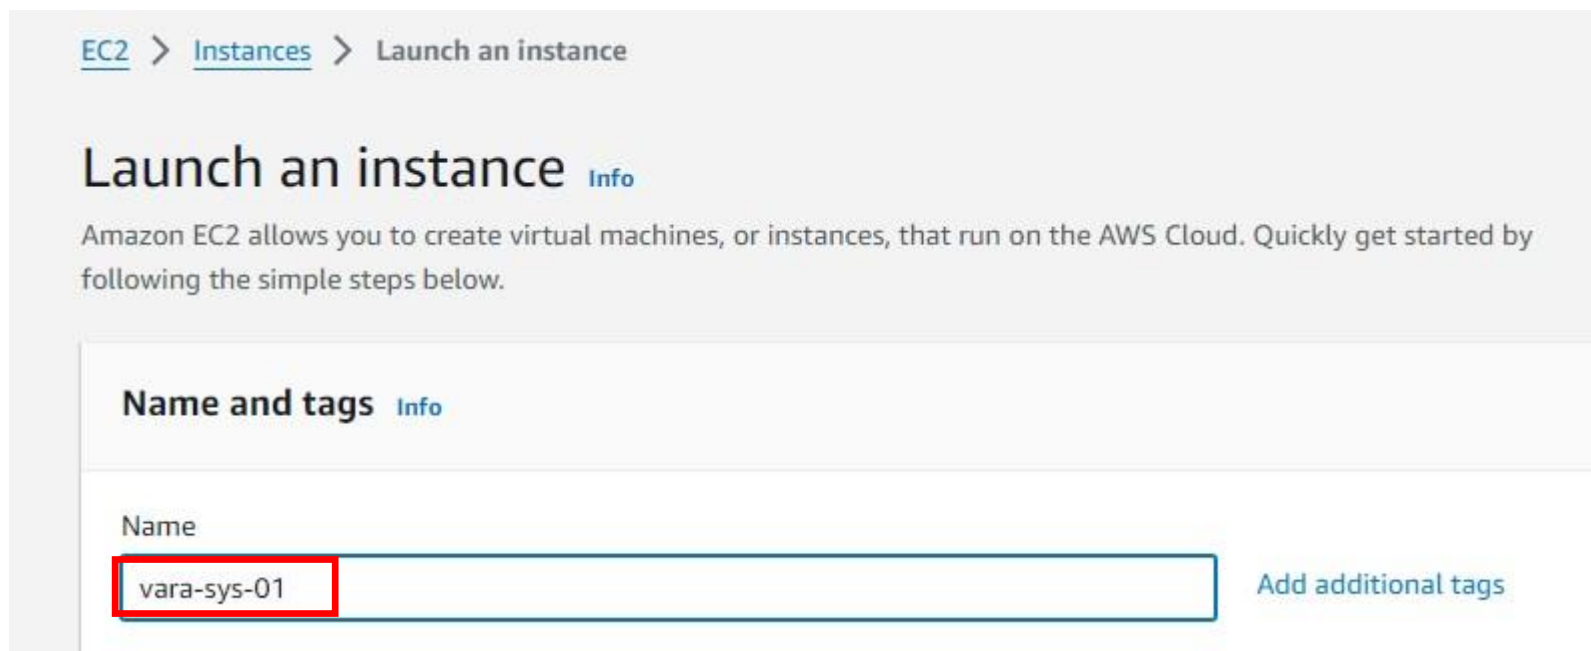 EC2 > Instances > Launch an instance
Launch an instance Info
Amazon EC2 allows you to create virtual machines, or instances, that run on the AWS Cloud. Quickly get started by
following the simple steps below.
Name and tags Info
Name
vara-sys-01 Add additional tags